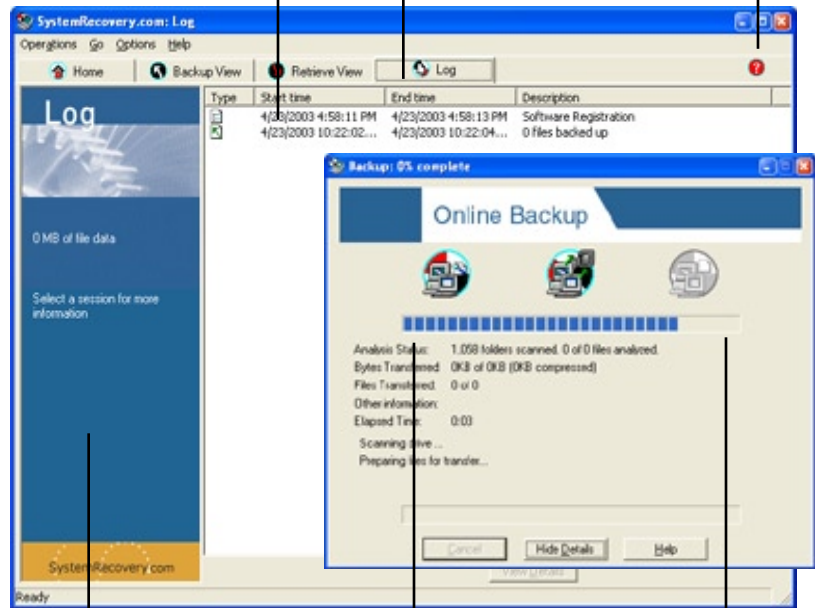 SystemRecovery.com: Log
Operations Go Options Help
Home Backup View Retrieve View Log
Log
0 MB of file data
Select a session for more
information
SystemRecovery.com
Type Start time End time Description
4/23/2003 4:58:11 PM 4/23/2003 4:58:13 PM Software Registration
4/23/2003 10:22:02... 4/23/2003 10:22:04... 0 files backed up
Backup: 0% complete
Online Backup
Analysis Status: 1,058 folders scanned. 0 of 0 files analyzed.
Bytes Transferred: 0KB of 0KB (0KB compressed)
Files Transferred: 0 of 0
Other information:
Elapsed Time: 0:03
Scanning drive ...
Preparing files for transfer...
Cancel Hide Details Help
View Details
Ready